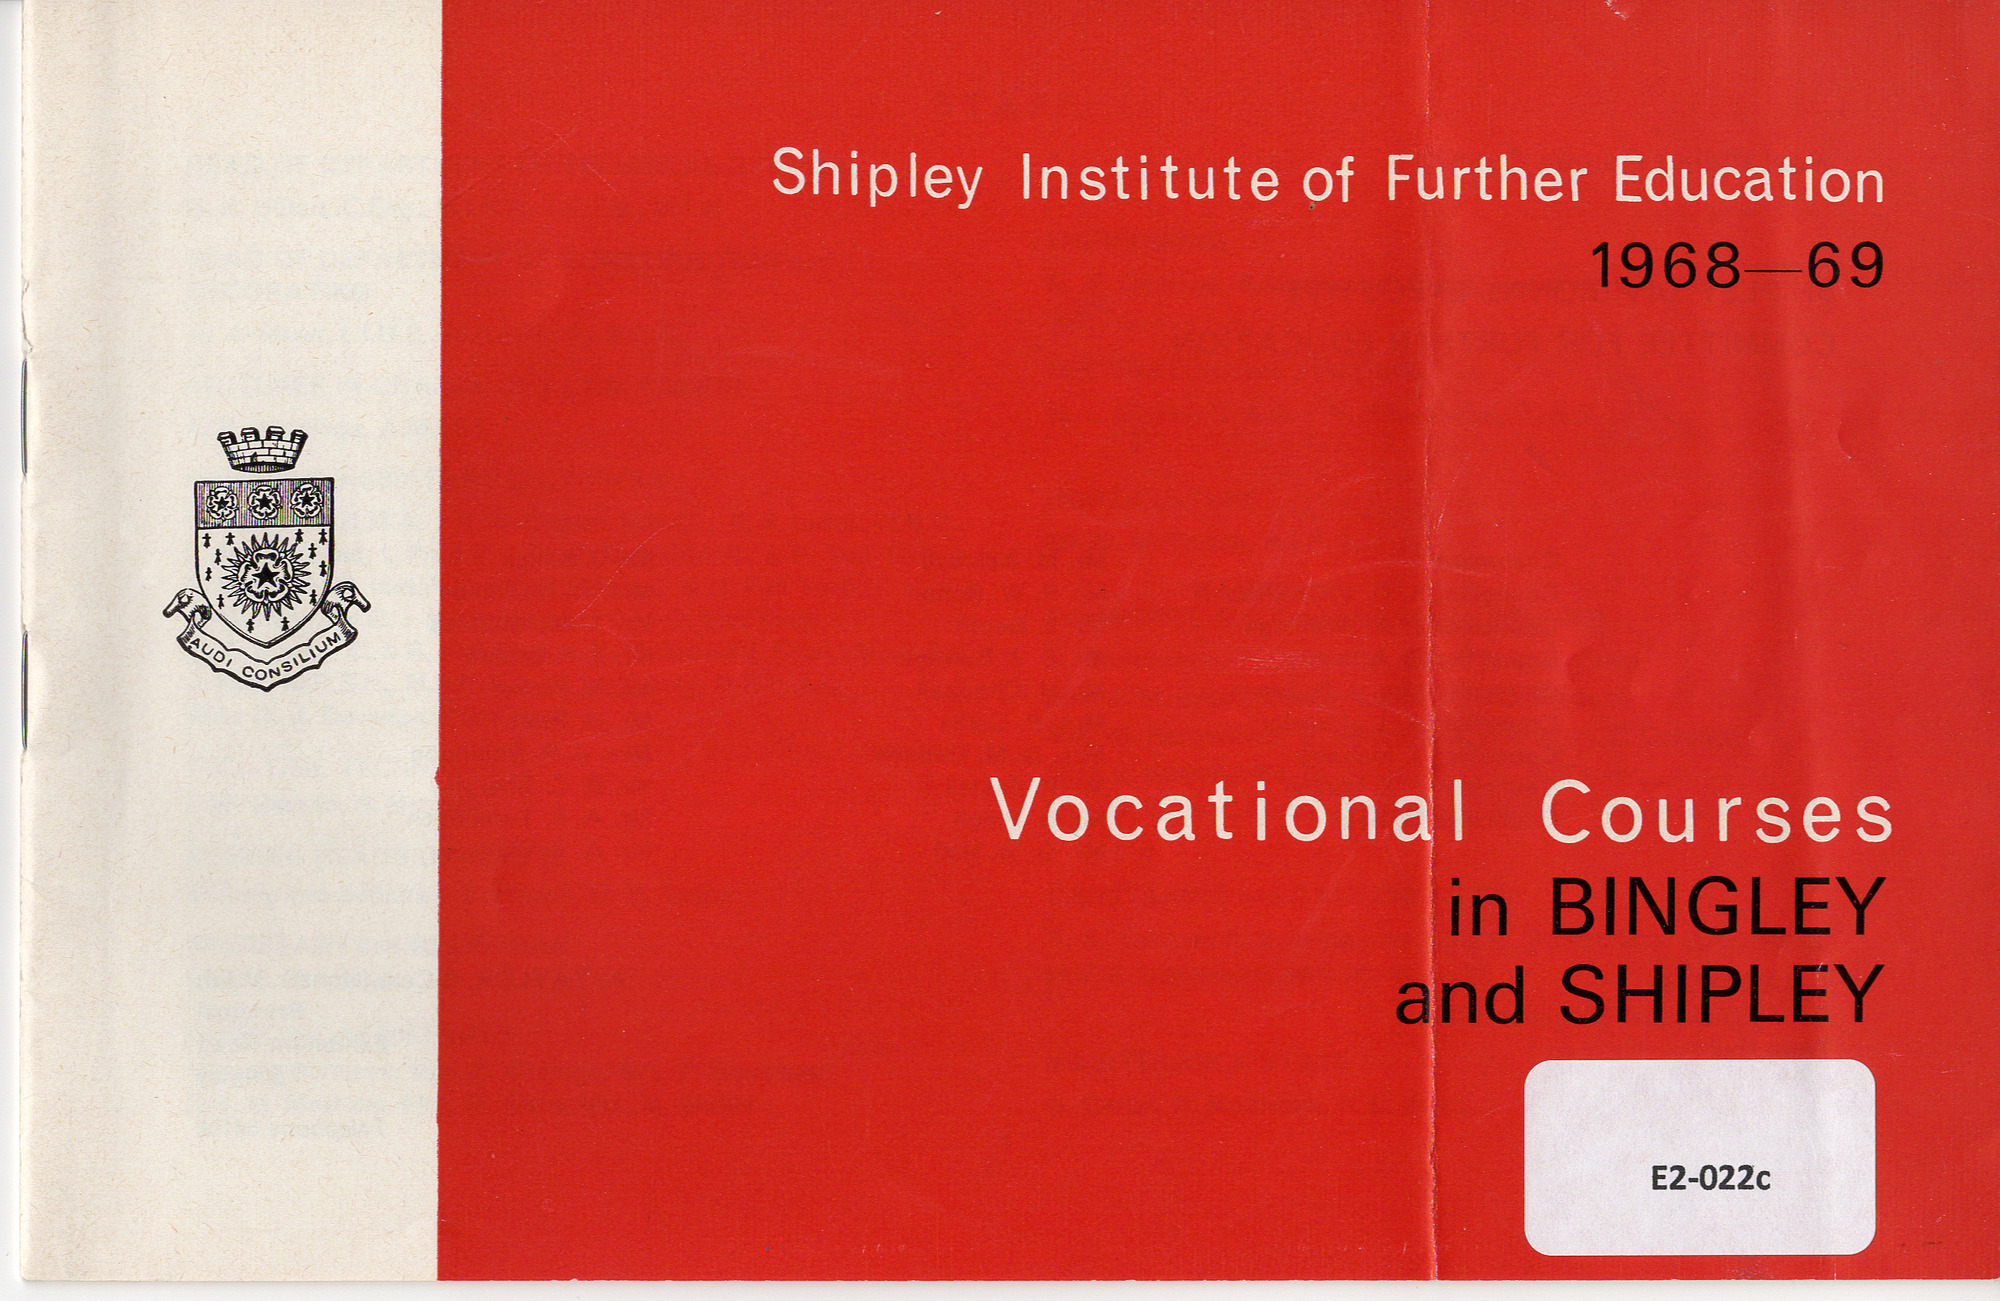 Shipley Institute of Further Education
1968—69
AUDI CONSILIUM
Vocational Courses
in BINGLEY
and SHIPLEY
E2-022c